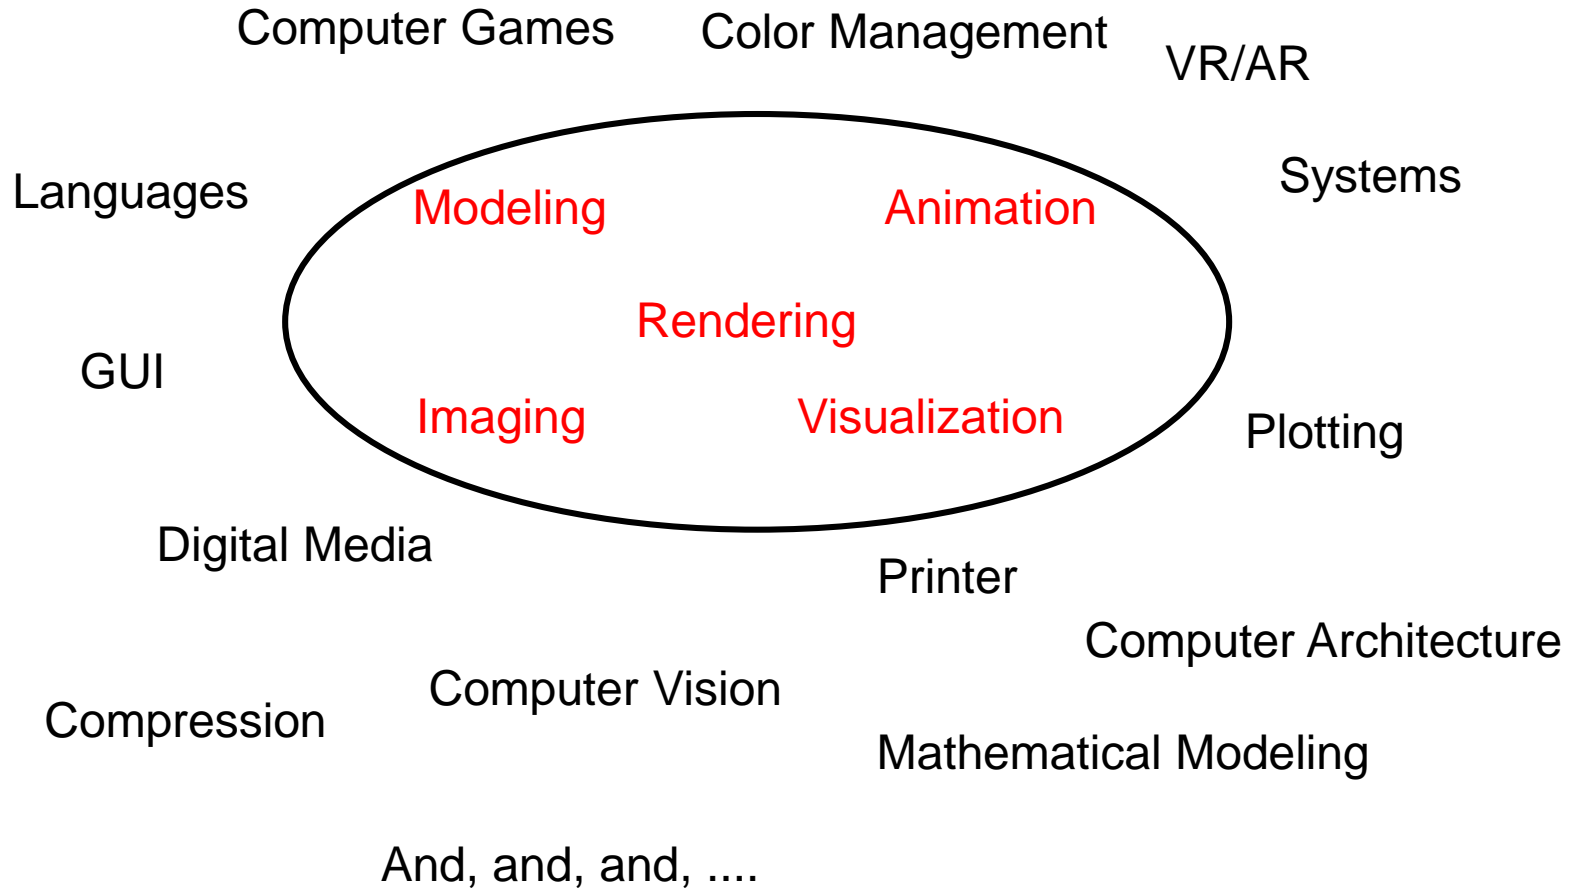 Computer Games
Color Management
VR/AR
Languages
Modeling
Animation
Systems
Rendering
GUI
Imaging
Visualization
Plotting
Digital Media
Printer
Computer Architecture
Computer Vision
Compression
Mathematical Modeling
And, and, and, ....